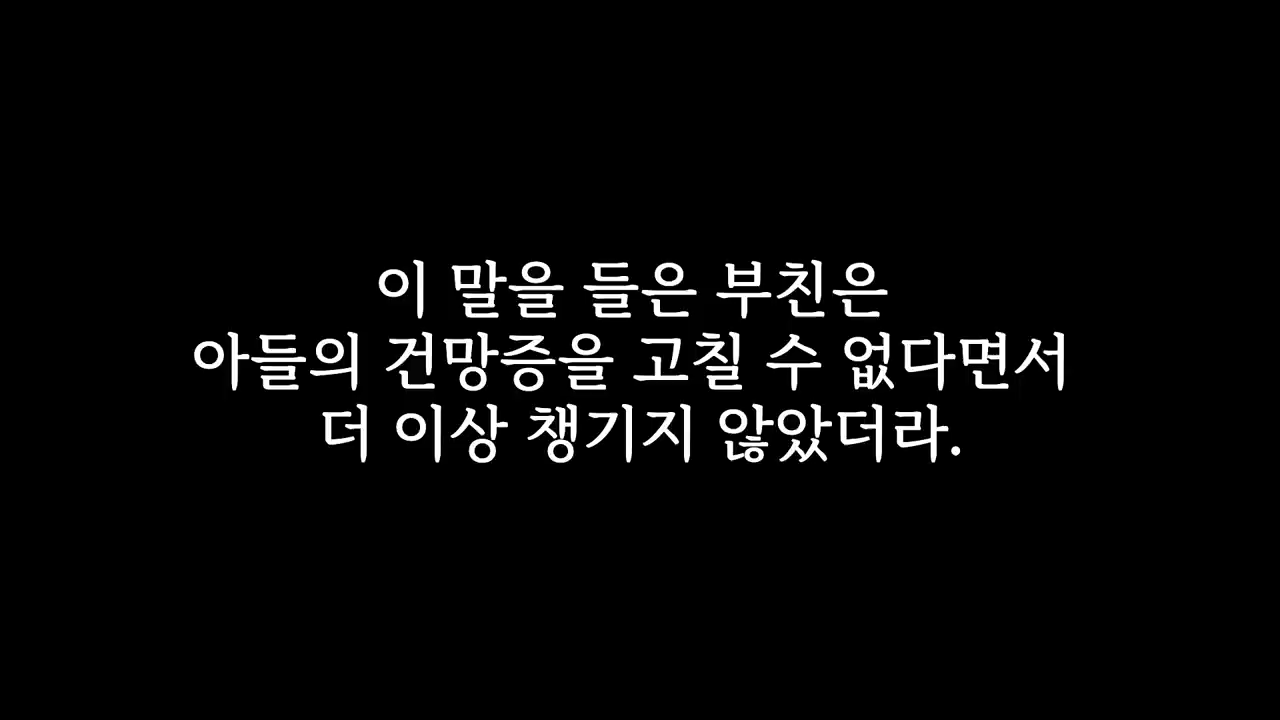 이 말을 들은 부친은
아들의 건망증을 고칠 수 없다면서
더 이상 챙기지 않았더라.